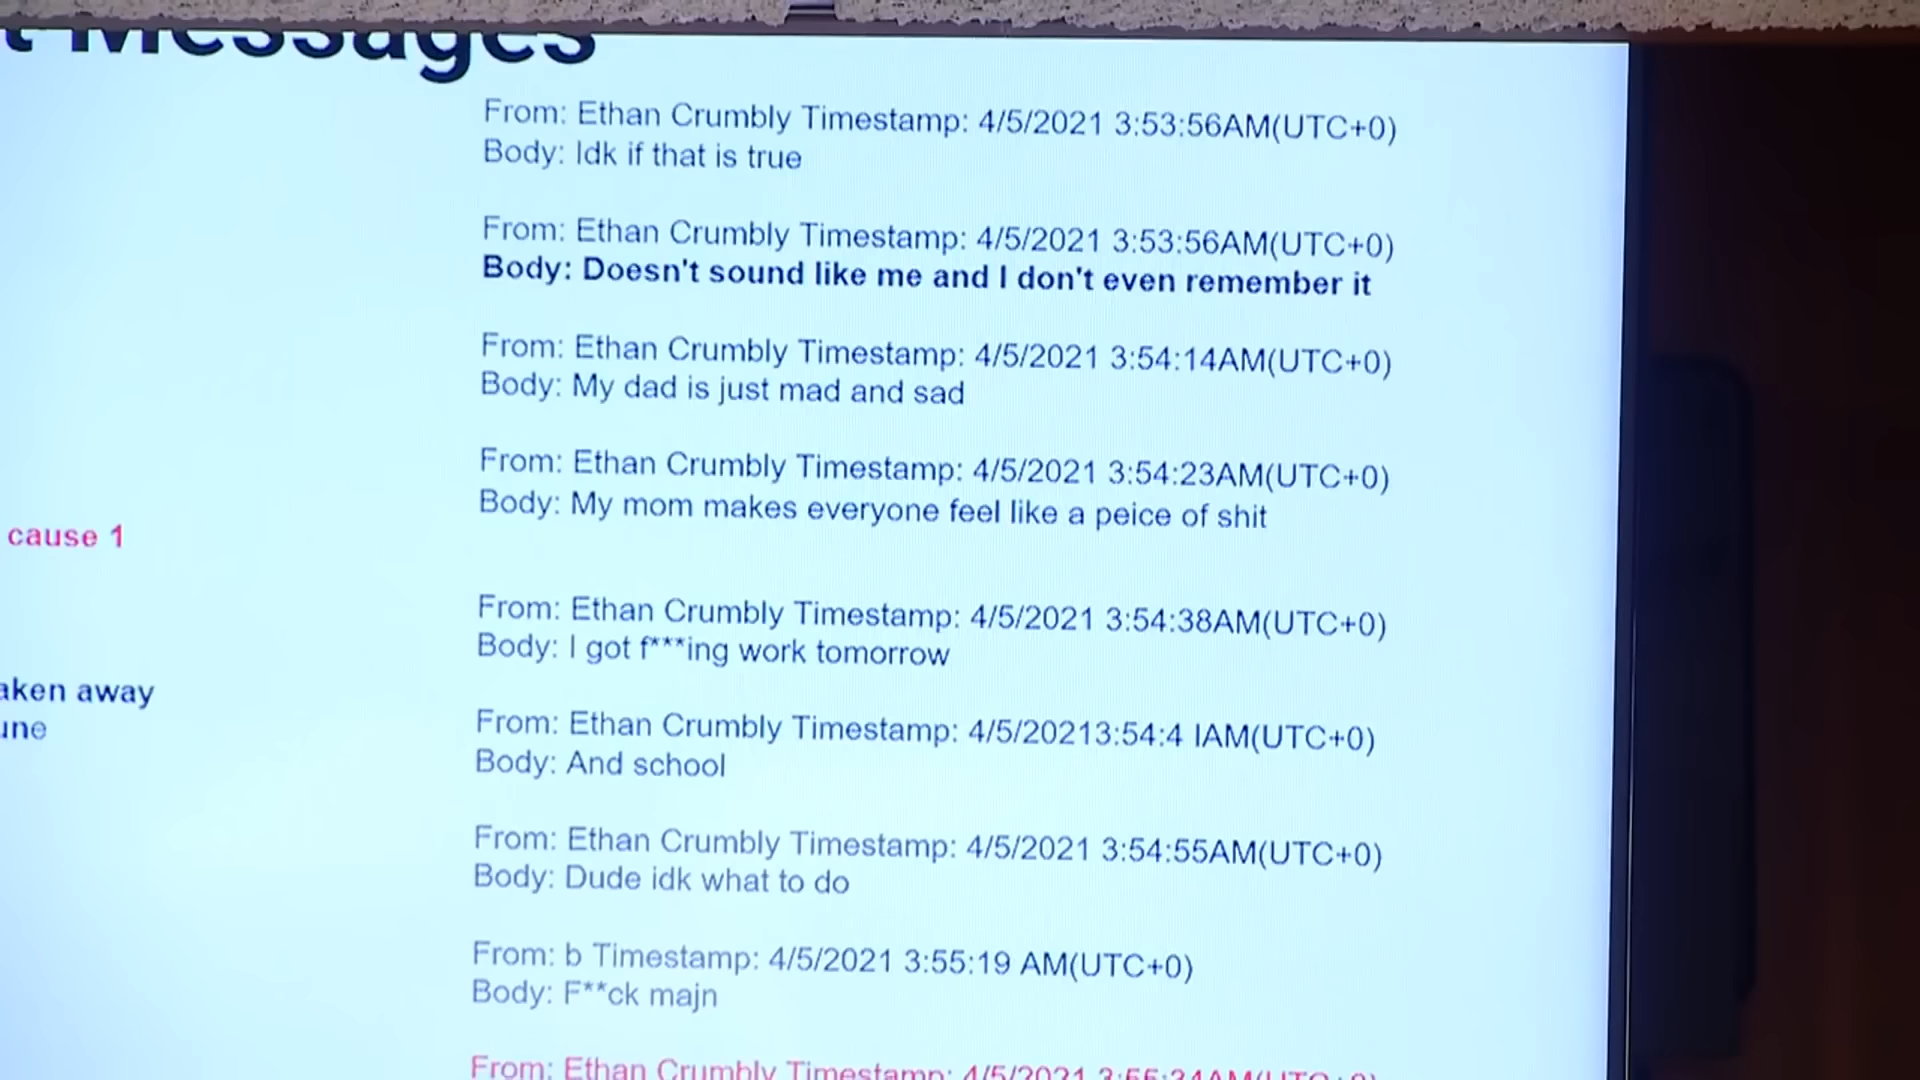 t Messages
From: Ethan Crumbly Timestamp: 4/5/2021 3:53:56AM(UTC+0)
Body: Idk if that is true
From: Ethan Crumbly Timestamp: 4/5/2021 3:53:56AM(UTC+0)
Body: Doesn't sound like me and I don't even remember it
From: Ethan Crumbly Timestamp: 4/5/2021 3:54:14AM(UTC+0)
Body: My dad is just mad and sad
From: Ethan Crumbly Timestamp: 4/5/2021 3:54:23AM(UTC+0)
Body: My mom makes everyone feel like a peice of shit
cause 1
From: Ethan Crumbly Timestamp: 4/5/2021 3:54:38AM(UTC+0)
Body: I got f***ing work tomorrow
aken away
une
From: Ethan Crumbly Timestamp: 4/5/20213:54:4 IAM(UTC+0)
Body: And school
From: Ethan Crumbly Timestamp: 4/5/2021 3:54:55AM(UTC+0)
Body: Dude idk what to do
From: b Timestamp: 4/5/2021 3:55:19 AM(UTC+0)
Body: F**ck majn
From: Ethan Crumbly Timestamp: 4/5/2021 3:55:24AM(UTC+0)